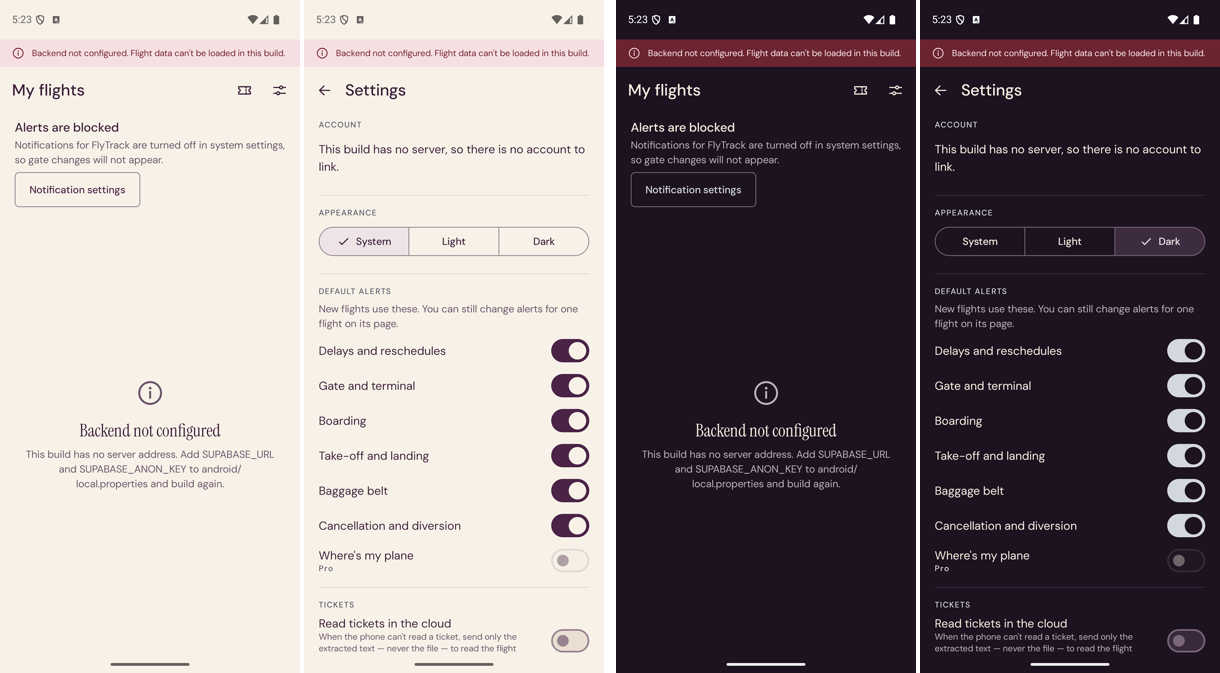 5:23
Backend not configured. Flight data can't be loaded in this build.
My flights
Alerts are blocked
Notifications for FlyTrack are turned off in system settings,
so gate changes will not appear.
Notification settings
Backend not configured
This build has no server address. Add SUPABASE_URL
and SUPABASE_ANON_KEY to android/
local.properties and build again.
5:23
Backend not configured. Flight data can't be loaded in this build.
Settings
ACCOUNT
This build has no server, so there is no account to
link.
APPEARANCE
System
Light
Dark
DEFAULT ALERTS
New flights use these. You can still change alerts for one
flight on its page.
Delays and reschedules
Gate and terminal
Boarding
Take-off and landing
Baggage belt
Cancellation and diversion
Where's my plane
Pro
TICKETS
Read tickets in the cloud
When the phone can't read a ticket, send only the
extracted text — never the file — to read the flight
5:23
Backend not configured. Flight data can't be loaded in this build.
My flights
Alerts are blocked
Notifications for FlyTrack are turned off in system settings,
so gate changes will not appear.
Notification settings
Backend not configured
This build has no server address. Add SUPABASE_URL
and SUPABASE_ANON_KEY to android/
local.properties and build again.
5:23
Backend not configured. Flight data can't be loaded in this build.
Settings
ACCOUNT
This build has no server, so there is no account to
link.
APPEARANCE
System
Light
Dark
DEFAULT ALERTS
New flights use these. You can still change alerts for one
flight on its page.
Delays and reschedules
Gate and terminal
Boarding
Take-off and landing
Baggage belt
Cancellation and diversion
Where's my plane
Pro
TICKETS
Read tickets in the cloud
When the phone can't read a ticket, send only the
extracted text — never the file — to read the flight